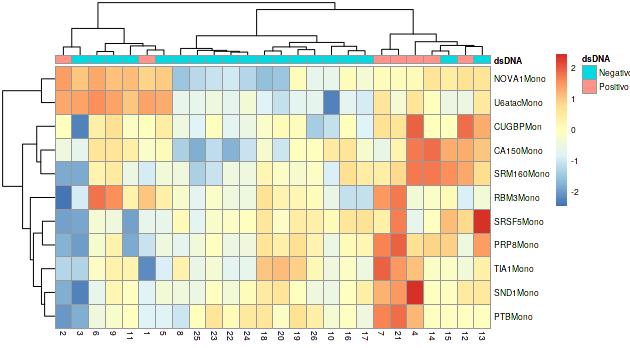 dsDNA
dsDNA
Negativo
Positivo
NOVA1Mono
U6atacMono
CUGBPMon
CA150Mono
SRM160Mono
RBM3Mono
SRSF5Mono
PRP8Mono
TIA1Mono
SND1Mono
PTBMono
2
1
0
-1
-2
2 3 6 9 11 1 5 8 25 23 22 24 18 20 19 26 10 16 17 7 21 4 14 15 12 13